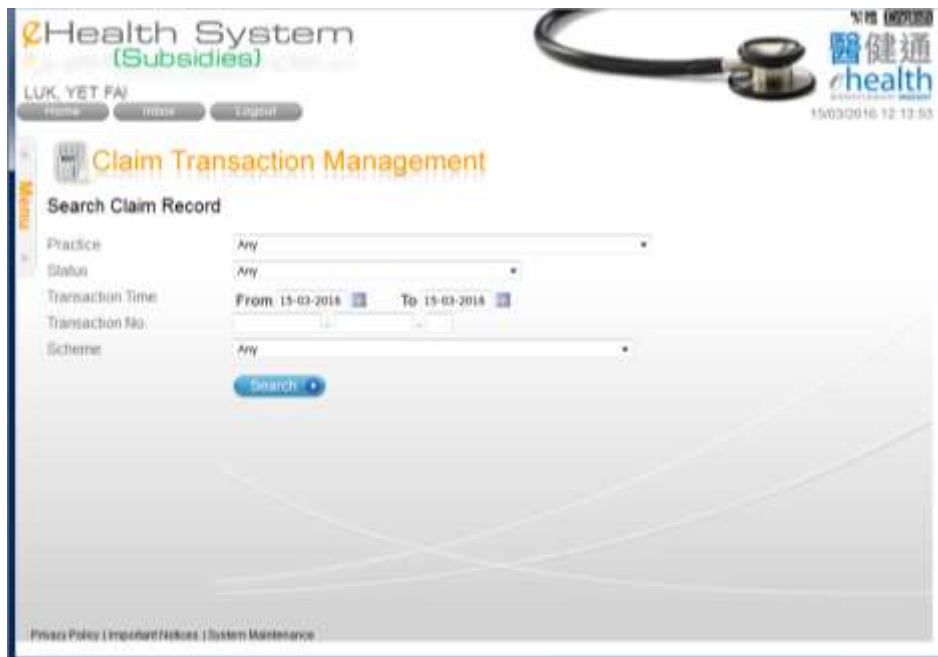 eHealth System
(Subsidies)
繁體 ENGLISH
醫健通
ehealth
LUK, YET FAI
Home Inbox Logout
15/03/2016 12:13:53
Menu
Claim Transaction Management
Search Claim Record
Practice Any
Status Any
Transaction Time From 15-03-2016 To 15-03-2016
Transaction No. - -
Scheme Any
Search
Privacy Policy | Important Notices | System Maintenance